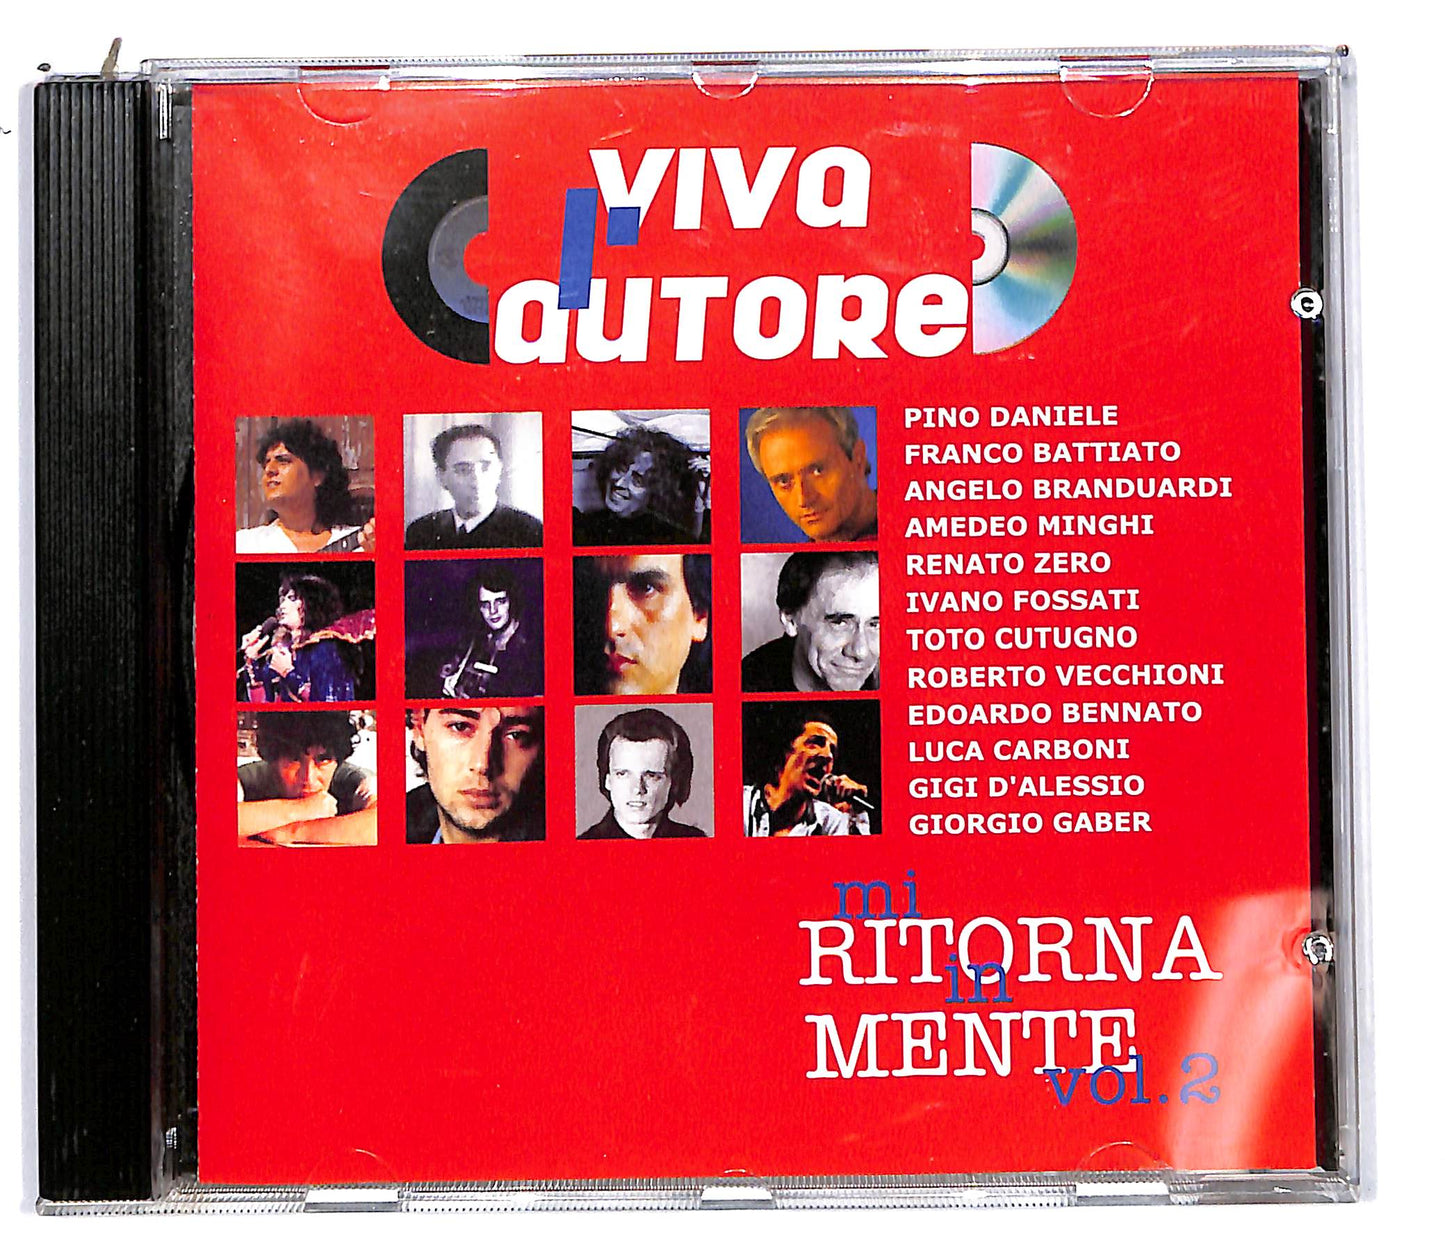 VIVA
l'
AUTORE
PINO DANIELE
FRANCO BATTIATO
ANGELO BRANDUARDI
AMEDEO MINGHI
RENATO ZERO
IVANO FOSSATI
TOTO CUTUGNO
ROBERTO VECCHIONI
EDOARDO BENNATO
LUCA CARBONI
GIGI D'ALESSIO
GIORGIO GABER
mi
RITORNA
in
MENTE
vol.2